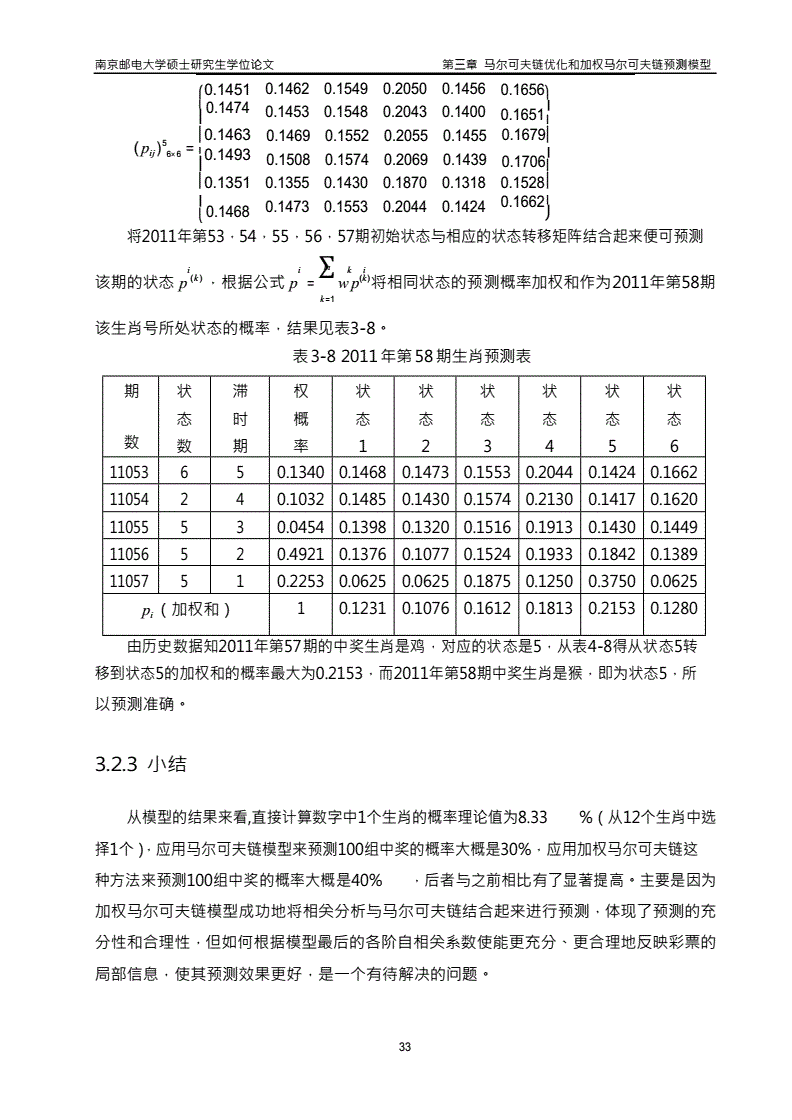 南京邮电大学硕士研究生学位论文 第三章 马尔可夫链优化和加权马尔可夫链预测模型
0.1451 0.1462 0.1549 0.2050 0.1456 0.1656
0.1474 0.1453 0.1548 0.2043 0.1400 0.1651
0.1463 0.1469 0.1552 0.2055 0.1455 0.1679
(pij)5 6×6 =
0.1493 0.1508 0.1574 0.2069 0.1439 0.1706
0.1351 0.1355 0.1430 0.1870 0.1318 0.1528
0.1468 0.1473 0.1553 0.2044 0.1424 0.1662
将2011年第53，54，55，56，57期初始状态与相应的状态转移矩阵结合起来便可预测
该期的状态 p i (k)，根据公式 p i = ∑ k=1 w k p i (k)将相同状态的预测概率加权和作为2011年第58期
该生肖号所处状态的概率，结果见表3-8。
表 3-8 2011 年第 58 期生肖预测表
期数 状态数 滞时期 权概率 状态1 状态2 状态3 状态4 状态5 状态6
11053 6 5 0.1340 0.1468 0.1473 0.1553 0.2044 0.1424 0.1662
11054 2 4 0.1032 0.1485 0.1430 0.1574 0.2130 0.1417 0.1620
11055 5 3 0.0454 0.1398 0.1320 0.1516 0.1913 0.1430 0.1449
11056 5 2 0.4921 0.1376 0.1077 0.1524 0.1933 0.1842 0.1389
11057 5 1 0.2253 0.0625 0.0625 0.1875 0.1250 0.3750 0.0625
pi（加权和） 1 0.1231 0.1076 0.1612 0.1813 0.2153 0.1280
由历史数据知2011年第57期的中奖生肖是鸡，对应的状态是5，从表4-8得从状态5转
移到状态5的加权和的概率最大为0.2153，而2011年第58期中奖生肖是猴，即为状态5，所
以预测准确。
3.2.3 小结
从模型的结果来看,直接计算数字中1个生肖的概率理论值为8.33 %（从12个生肖中选
择1个），应用马尔可夫链模型来预测100组中奖的概率大概是30%，应用加权马尔可夫链这
种方法来预测100组中奖的概率大概是40% ，后者与之前相比有了显著提高。主要是因为
加权马尔可夫链模型成功地将相关分析与马尔可夫链结合起来进行预测，体现了预测的充
分性和合理性，但如何根据模型最后的各阶自相关系数使能更充分、更合理地反映彩票的
局部信息，使其预测效果更好，是一个有待解决的问题。
33